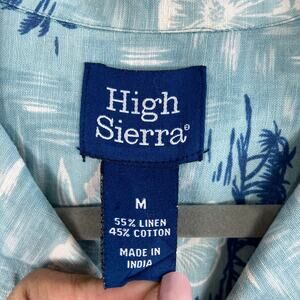 High
Sierra®
M
55% LINEN
45% COTTON
MADE IN
INDIA